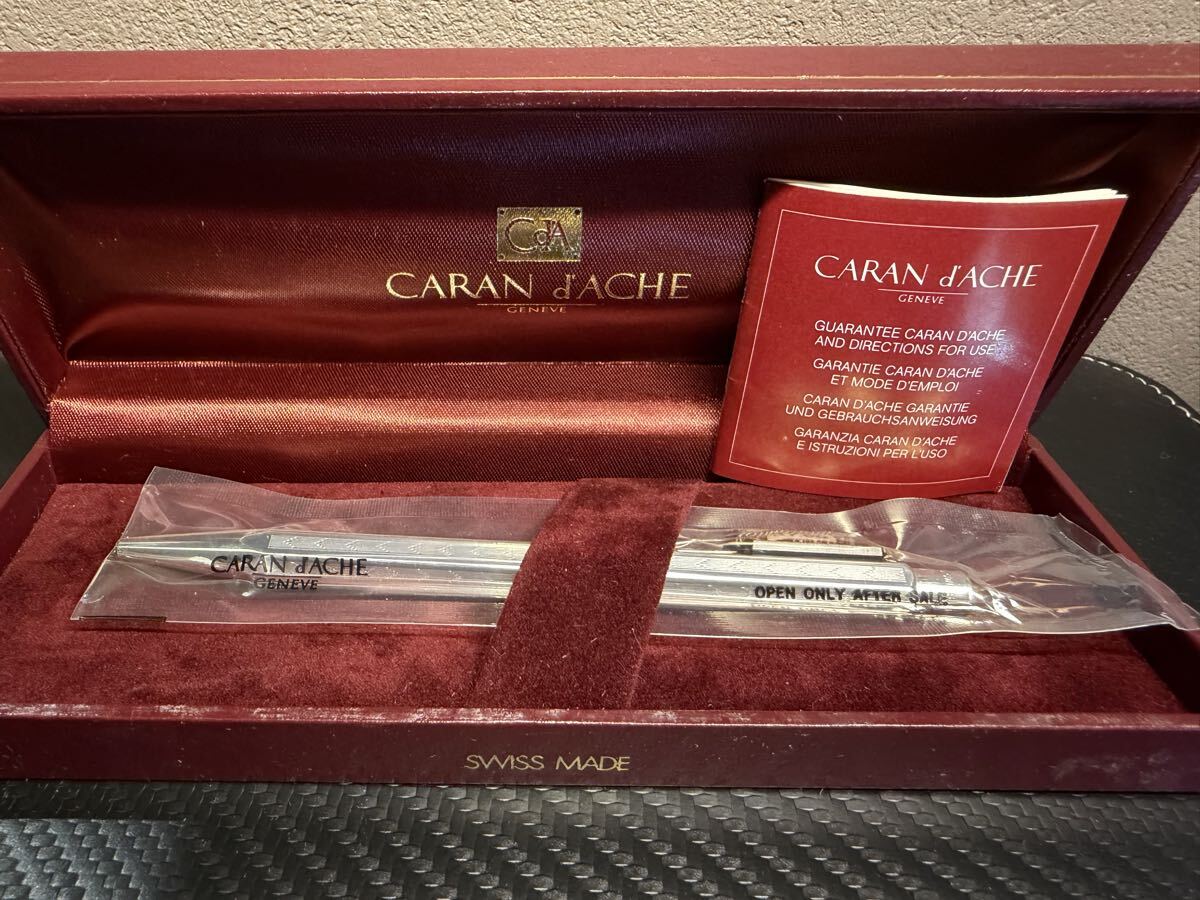 CdA
CARAN d'ACHE
GENEVE
CARAN d'ACHE
GENEVE
GUARANTEE CARAN D'ACHE
AND DIRECTIONS FOR USE
GARANTIE CARAN D'ACHE
ET MODE D'EMPLOI
CARAN D'ACHE GARANTIE
UND GEBRAUCHSANWEISUNG
GARANZIA CARAN D'ACHE
E ISTRUZIONI PER L'USO
CARAN d'ACHE
GENEVE
OPEN ONLY AFTER SALE
SWISS MADE